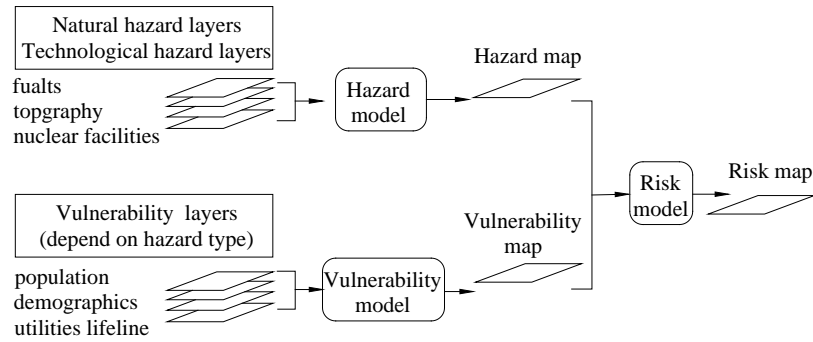 Natural hazard layers
Technological hazard layers
fualts
topgraphy
nuclear facilities
Hazard
model
Hazard map
Vulnerability layers
(depend on hazard type)
population
demographics
utilities lifeline
Vulnerability
model
Vulnerability
map
Risk
model
Risk map